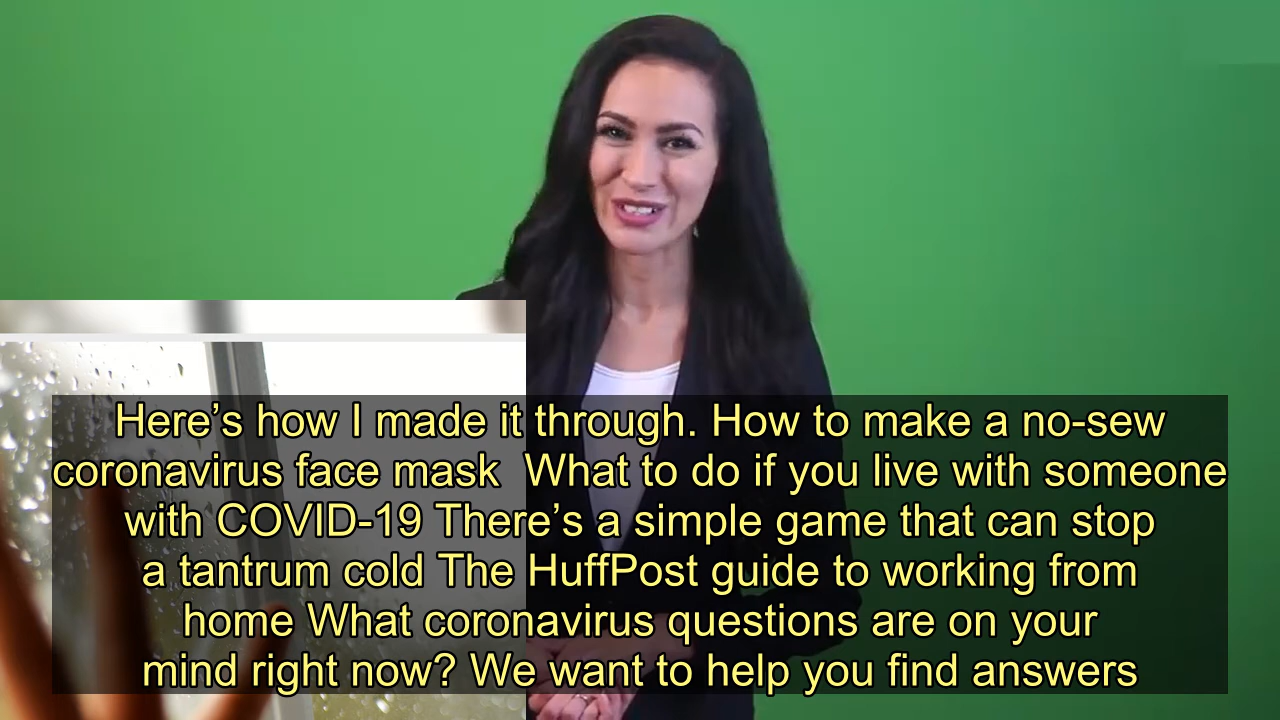 Here’s how I made it through. How to make a no-sew
coronavirus face mask  What to do if you live with someone
with COVID-19 There’s a simple game that can stop
a tantrum cold The HuffPost guide to working from
home What coronavirus questions are on your
mind right now? We want to help you find answers